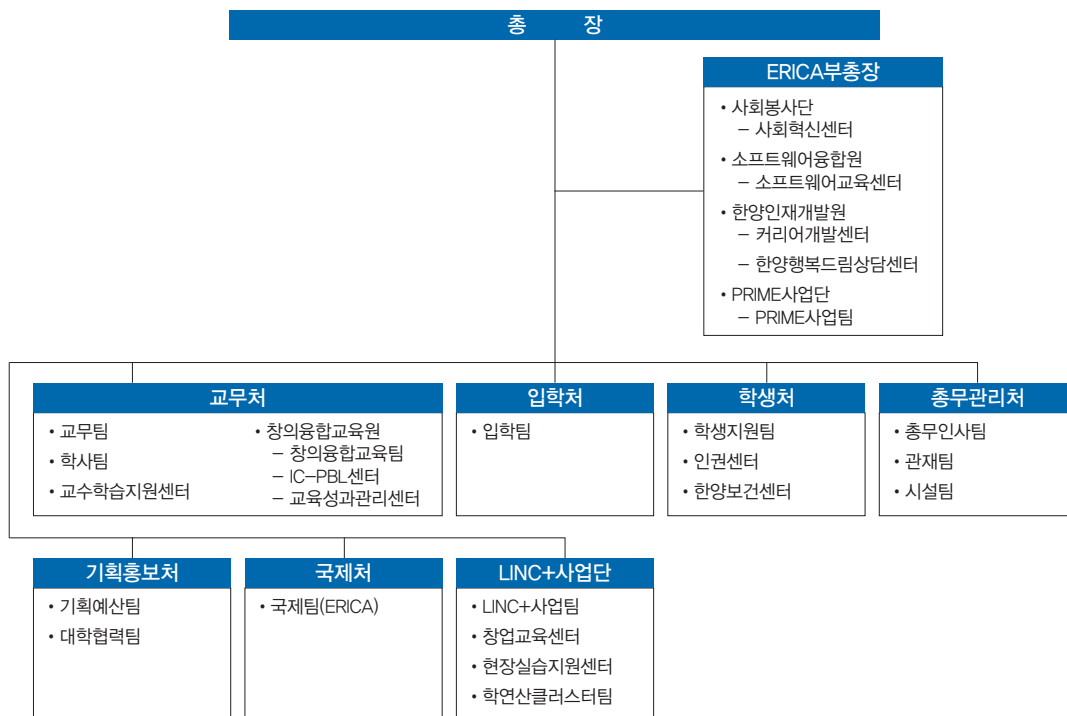 총 장
ERICA부총장
• 사회봉사단
– 사회혁신센터
• 소프트웨어융합원
– 소프트웨어교육센터
• 한양인재개발원
– 커리어개발센터
– 한양행복드림상담센터
• PRIME사업단
– PRIME사업팀
교무처
• 교무팀
• 학사팀
• 교수학습지원센터
• 창의융합교육원
– 창의융합교육팀
– IC-PBL센터
– 교육성과관리센터
입학처
• 입학팀
학생처
• 학생지원팀
• 인권센터
• 한양보건센터
총무관리처
• 총무인사팀
• 관재팀
• 시설팀
기획홍보처
• 기획예산팀
• 대학협력팀
국제처
• 국제팀(ERICA)
LINC+사업단
• LINC+사업팀
• 창업교육센터
• 현장실습지원센터
• 학연산클러스터팀